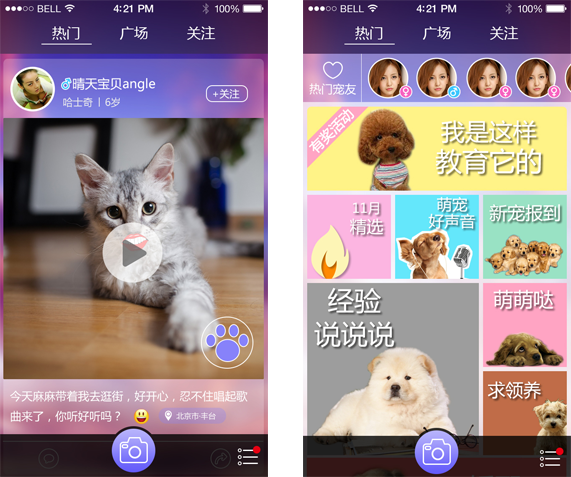 BELL 4:21 PM 100%
热门 广场 关注
晴天宝贝angle
+关注
哈士奇 | 6岁
今天麻麻带着我去逛街，好开心，忍不住唱起歌
曲来了，你听好听吗？
北京市·丰台
BELL 4:21 PM 100%
热门 广场 关注
热门宠友
有奖活动
我是这样
教育它的
11月
精选
萌宠
好声音
新宠报到
经验
说说说
萌萌哒
求领养